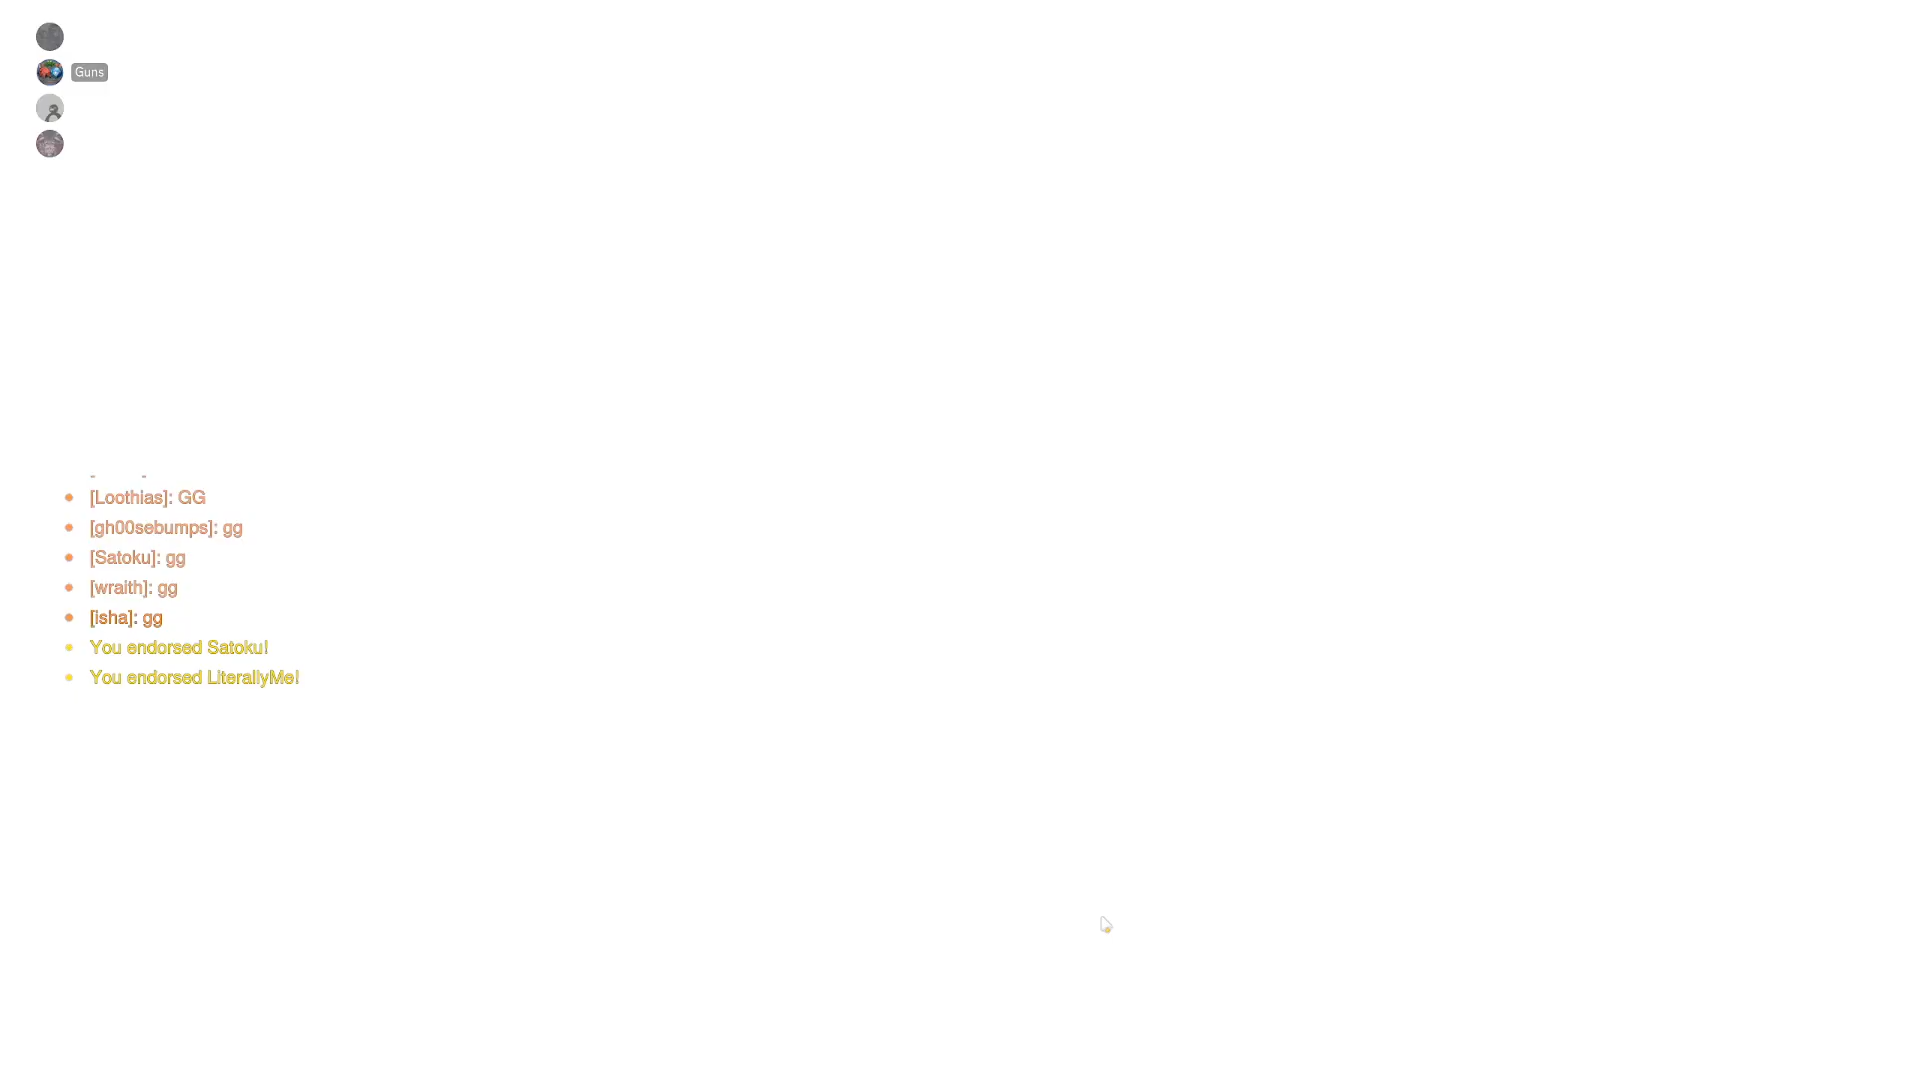 Guns
[Loothias]: GG
[gh00sebumps]: gg
[Satoku]: gg
[wraith]: gg
[isha]: gg
You endorsed Satoku!
You endorsed LiterallyMe!